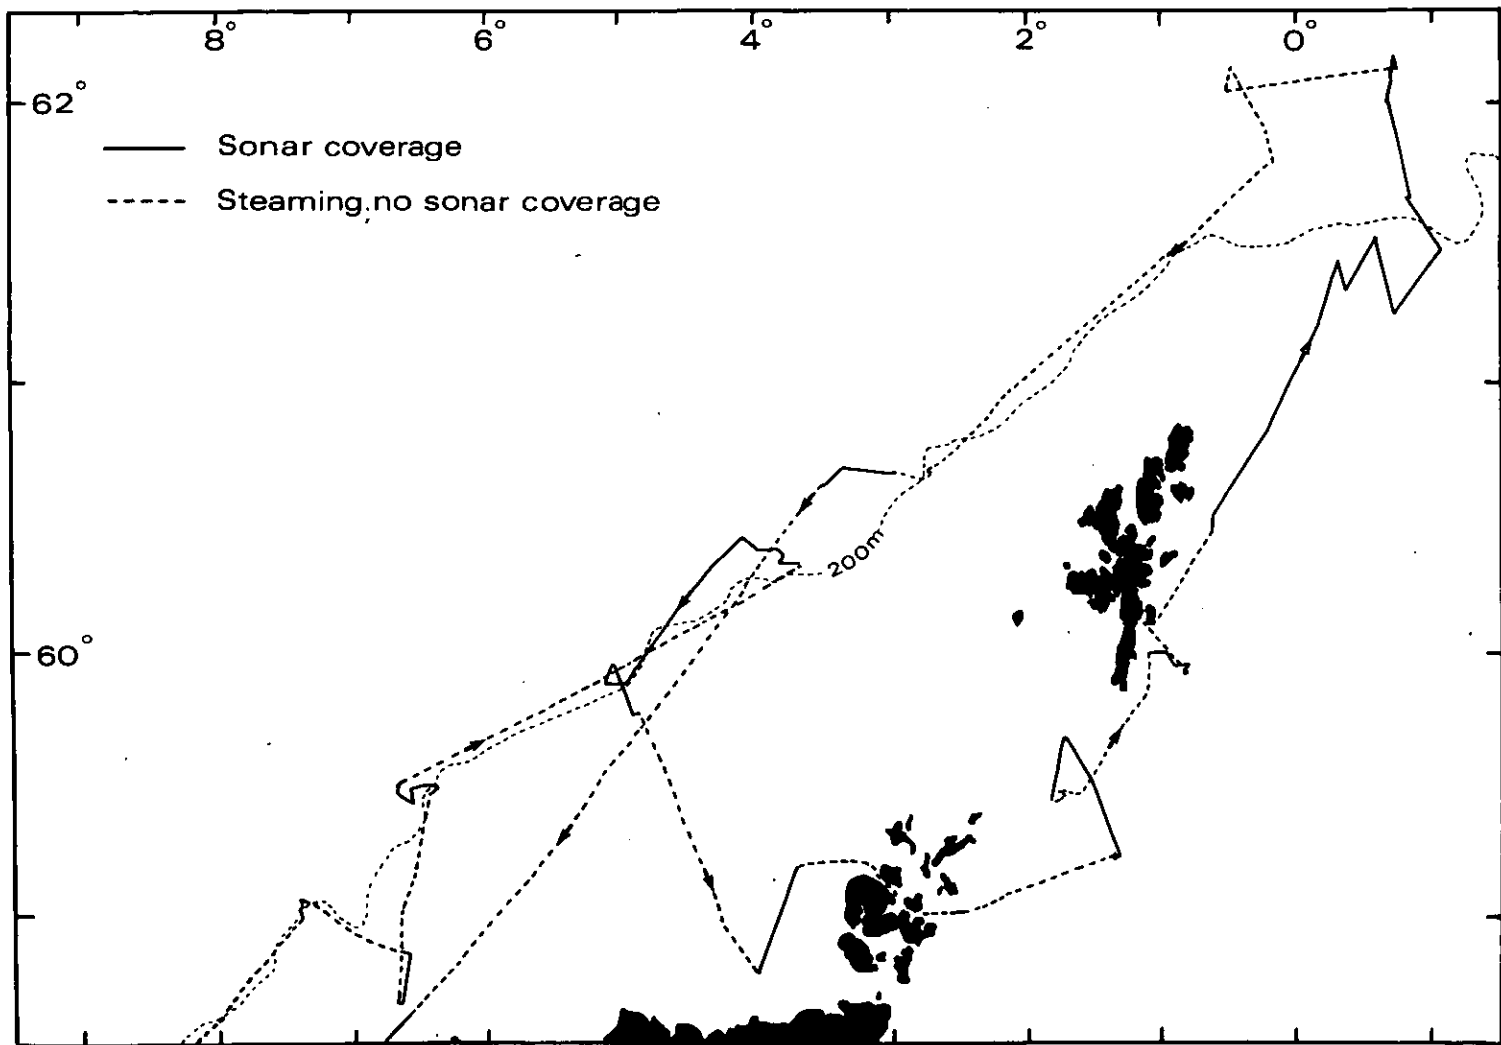 8° 6° 4° 2° 0°
62°
Sonar coverage
Steaming, no sonar coverage
200m
60°